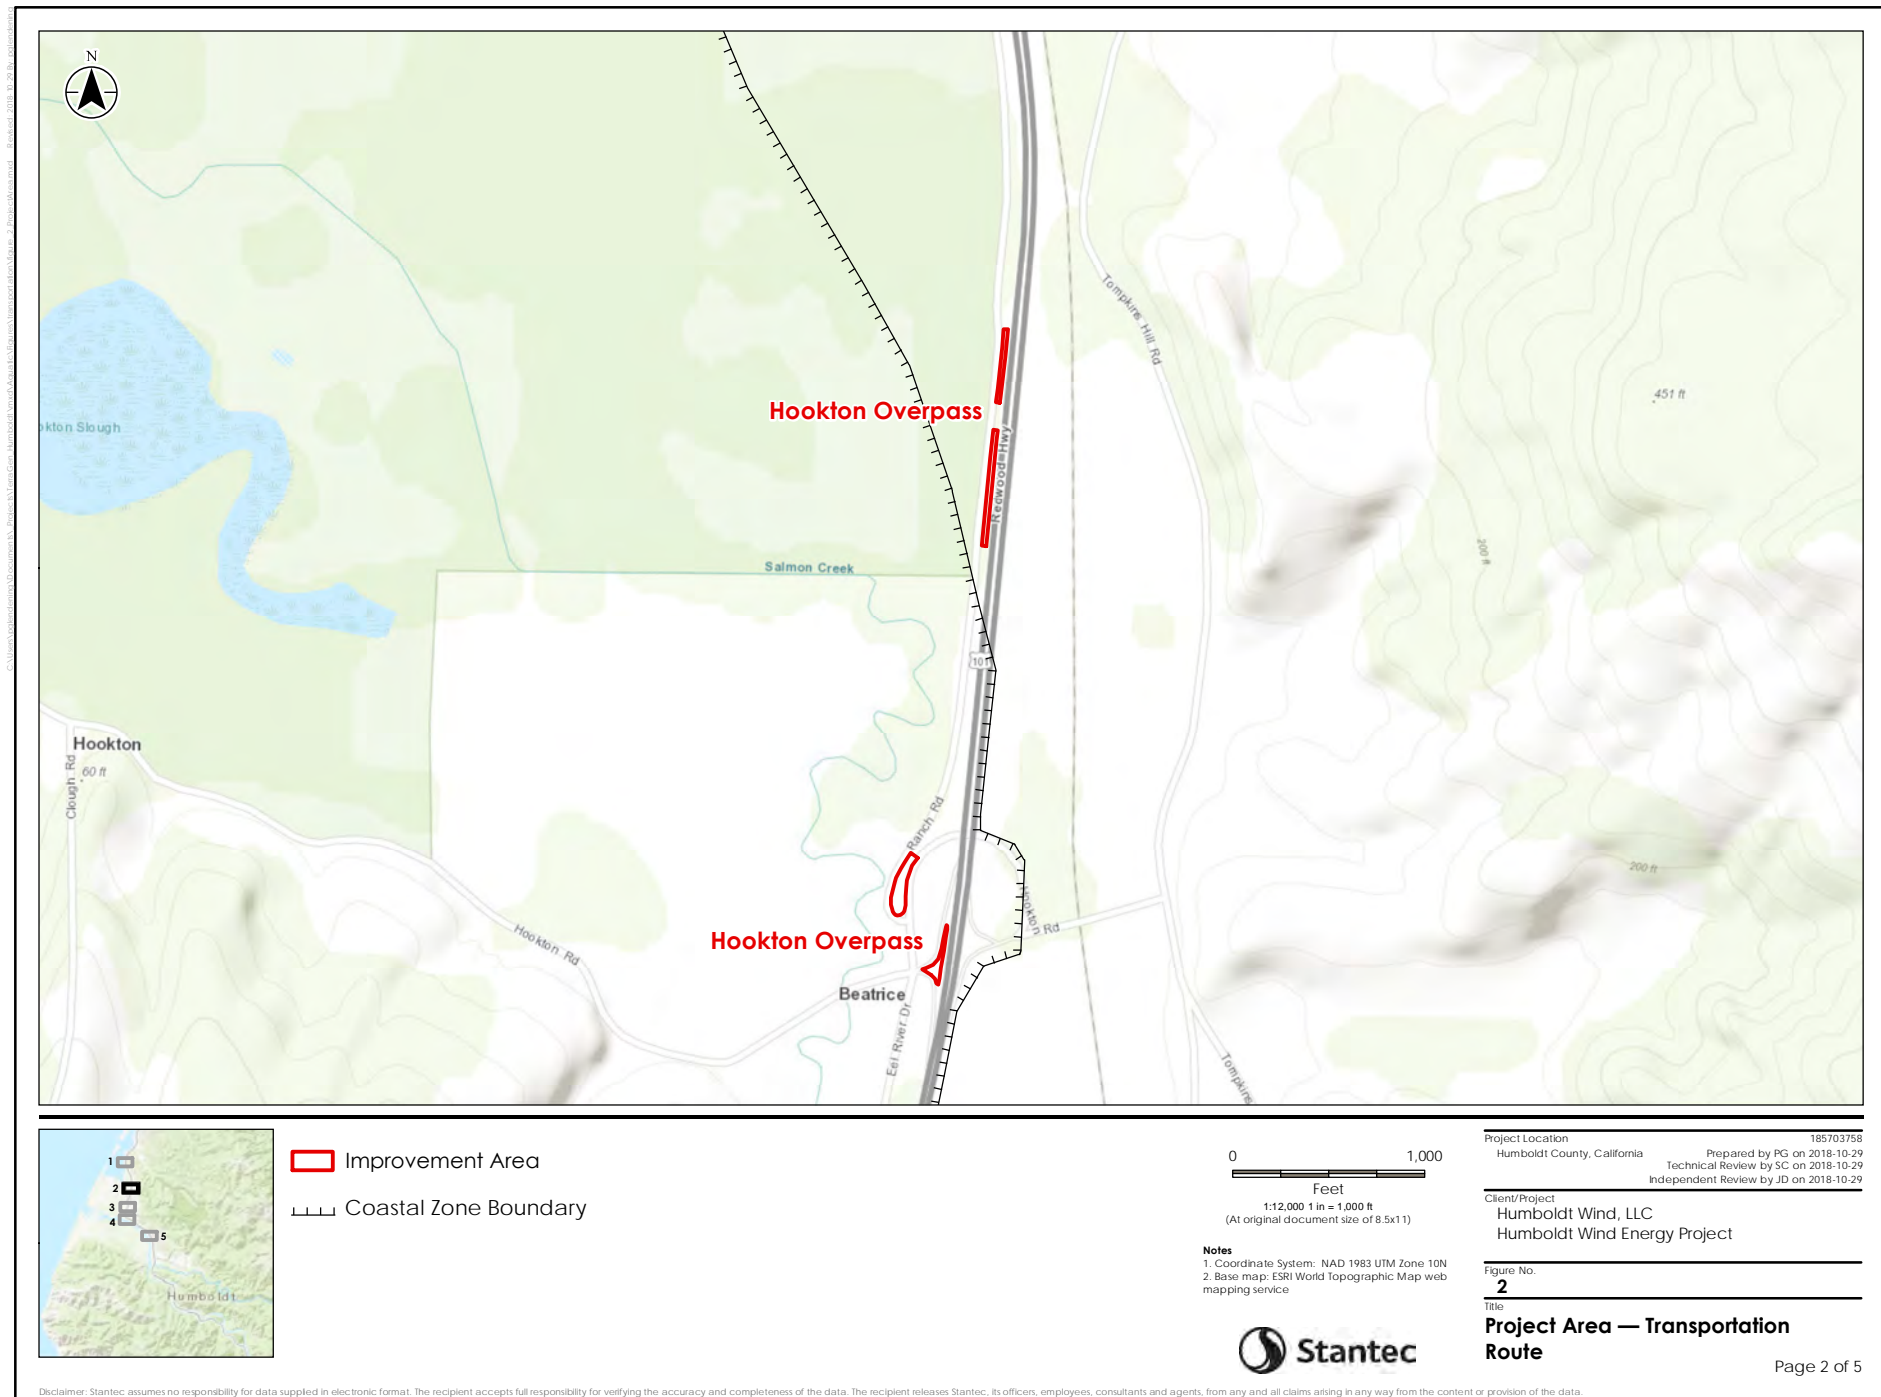 N
Tompkins Hill Rd
451 ft
Hookton Overpass
kton Slough
Redwood Hwy
200 ft
Salmon Creek
101
Hookton
60 ft
Clough Rd
Ranch Rd
200 ft
Hookton Rd
Hookton Rd
Hookton Overpass
Beatrice
Eel River Dr
Tompkins
1
2
3
4
5
Humboldt
Improvement Area
Coastal Zone Boundary
0 1,000
Feet
1:12,000 1 in = 1,000 ft
(At original document size of 8.5x11)
Notes
1. Coordinate System: NAD 1983 UTM Zone 10N
2. Base map: ESRI World Topographic Map web
mapping service
Stantec
Project Location 185703758
Humboldt County, California Prepared by PG on 2018-10-29
Technical Review by SC on 2018-10-29
Independent Review by JD on 2018-10-29
Client/Project
Humboldt Wind, LLC
Humboldt Wind Energy Project
Figure No.
2
Title
Project Area — Transportation
Route
Page 2 of 5
Disclaimer: Stantec assumes no responsibility for data supplied in electronic format. The recipient accepts full responsibility for verifying the accuracy and completeness of the data. The recipient releases Stantec, its officers, employees, consultants and agents, from any and all claims arising in any way from the content or provision of the data.